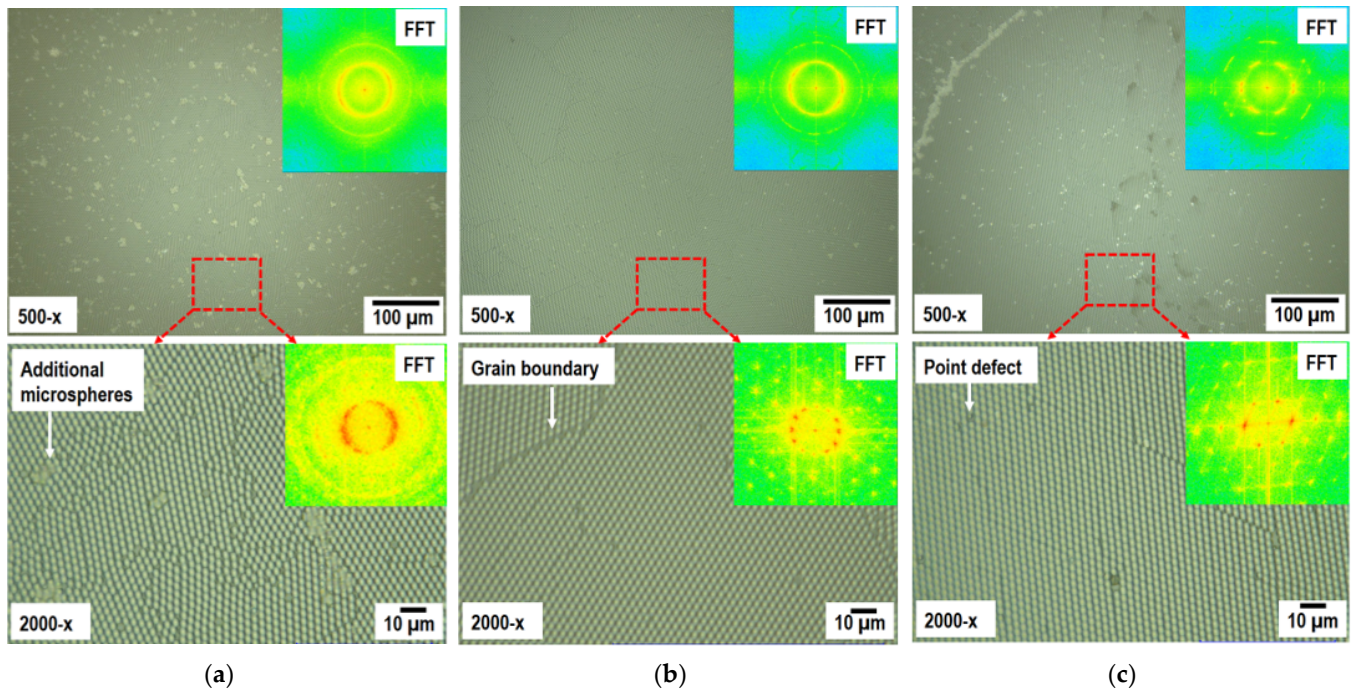 FFT
500-x
100 µm
FFT
500-x
100 µm
FFT
500-x
100 µm
Additional
microspheres
FFT
2000-x
10 µm
Grain boundary
FFT
2000-x
10 µm
Point defect
FFT
2000-x
10 µm
(a)
(b)
(c)